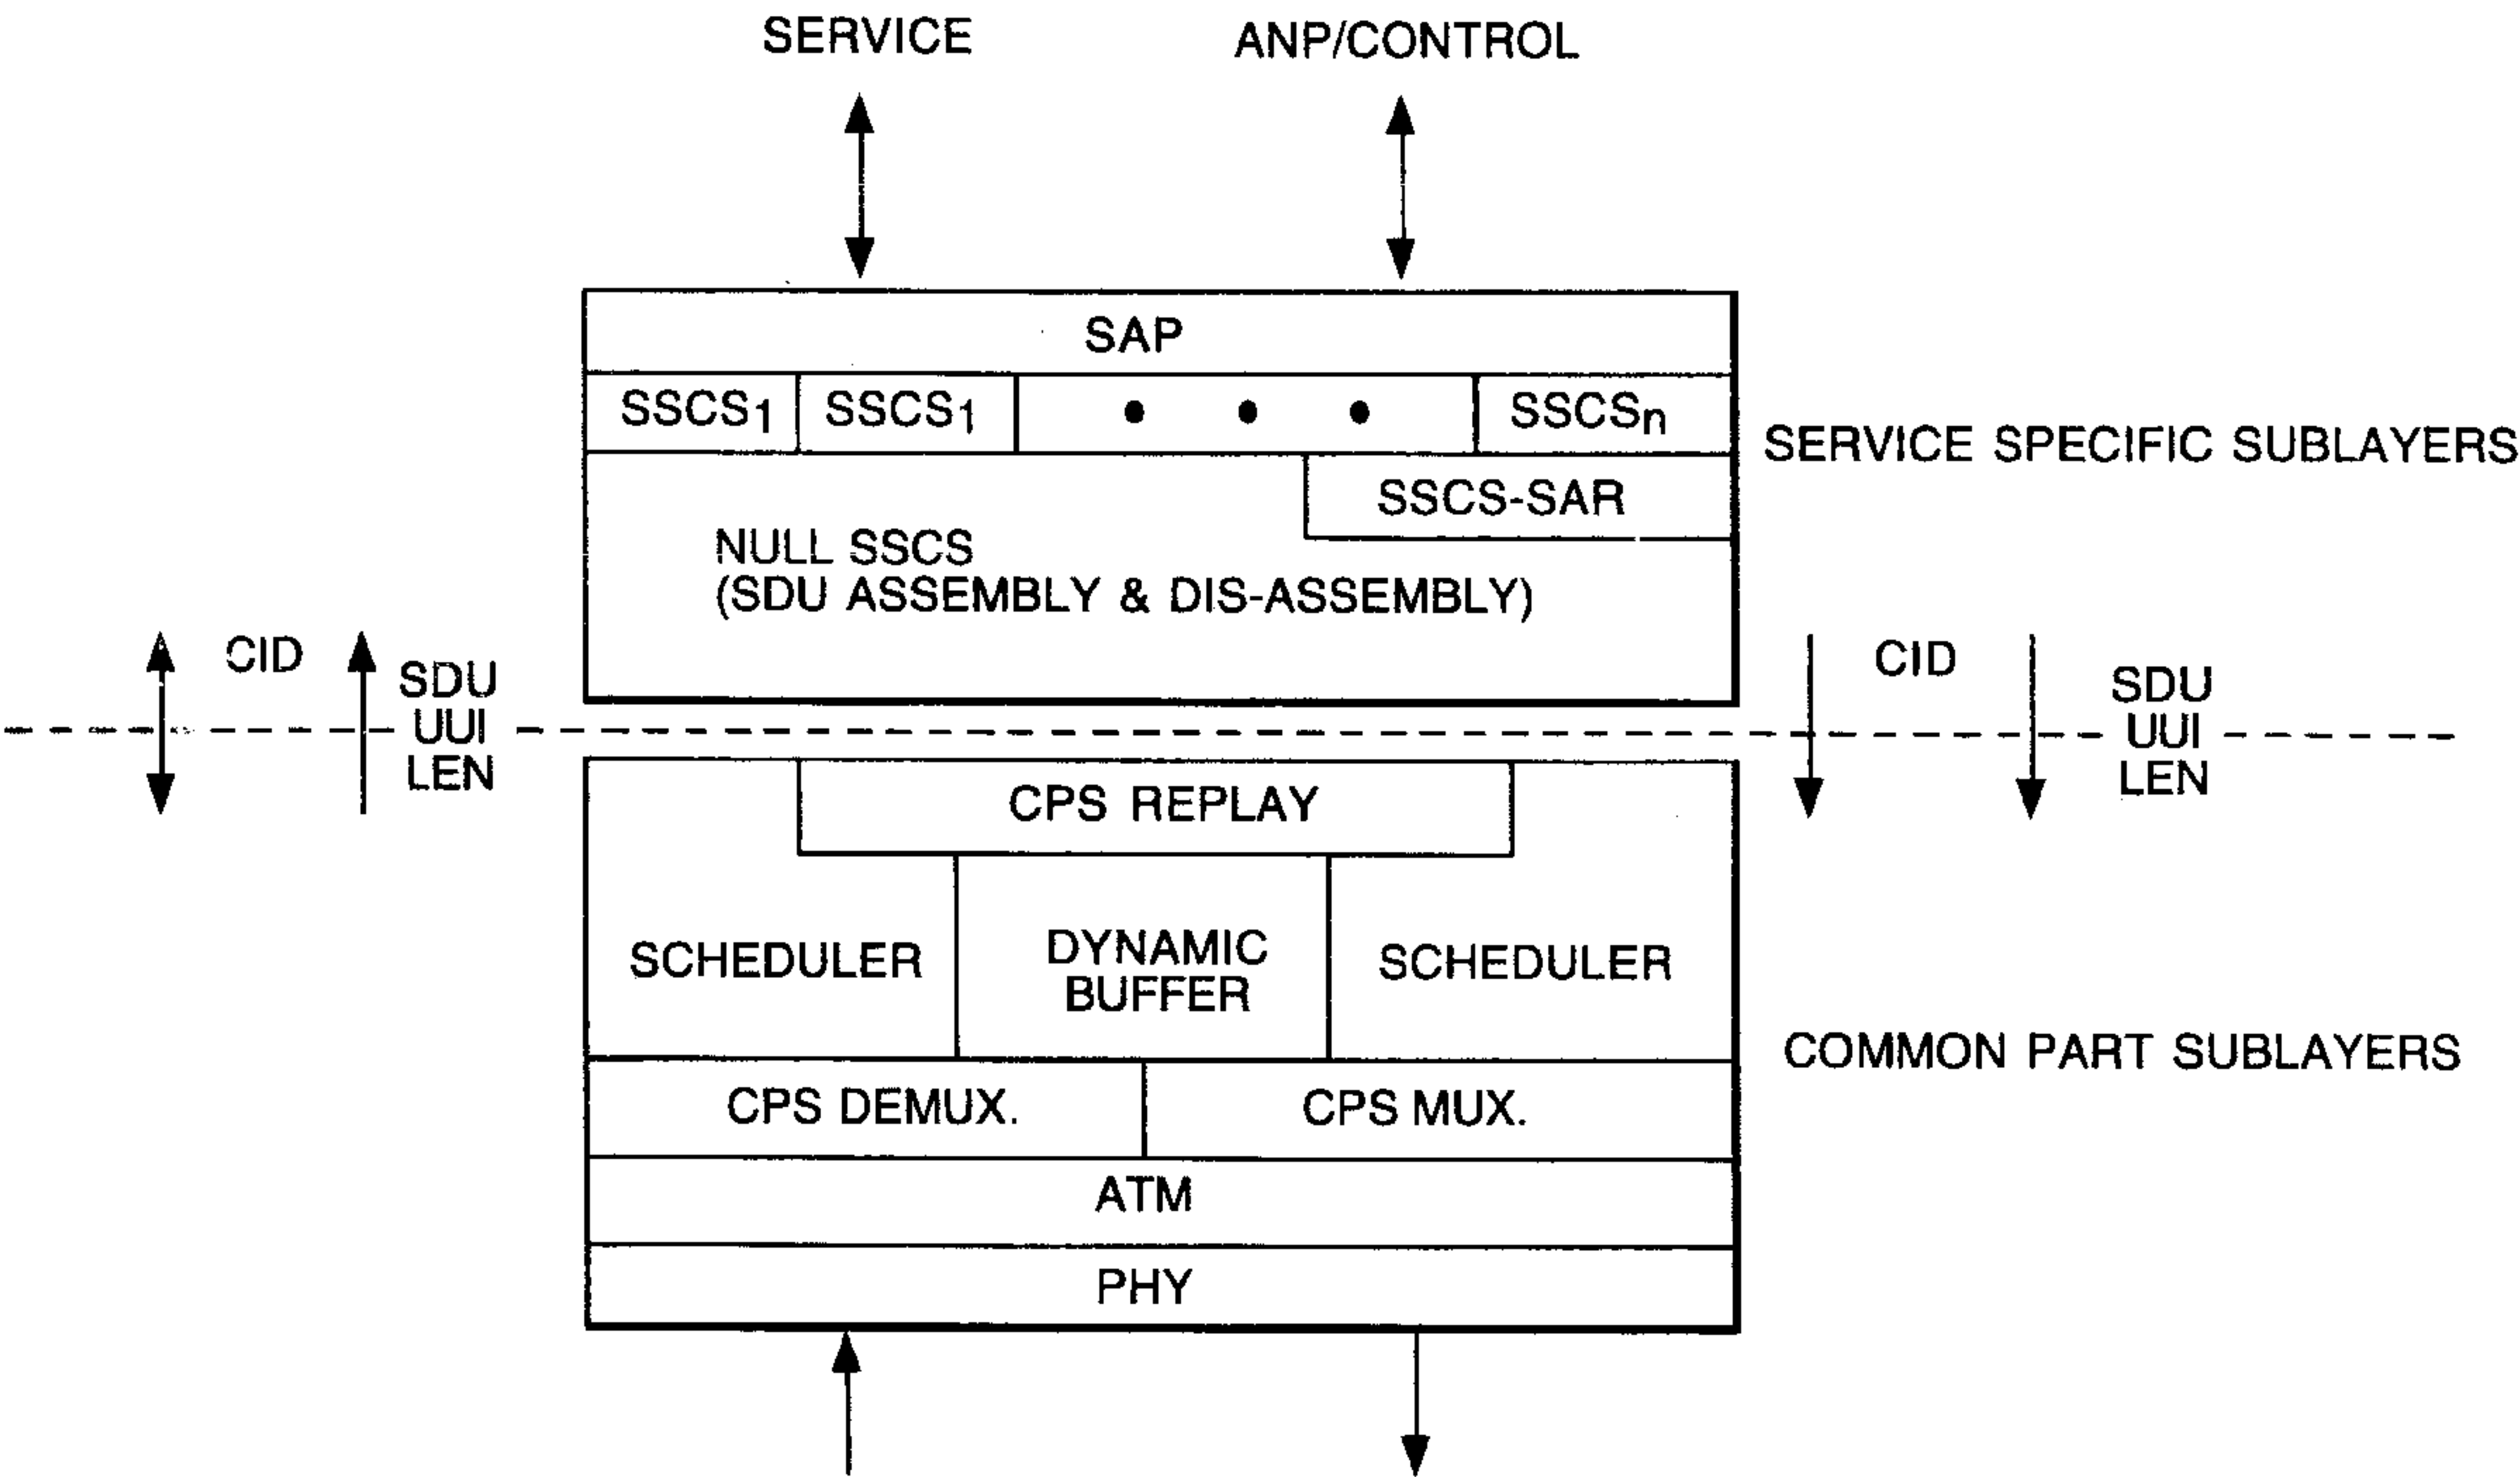 SERVICE
ANP/CONTROL
SAP
SSCS1
SSCS1
SSCSn
SERVICE SPECIFIC SUBLAYERS
SSCS-SAR
NULL SSCS
(SDU ASSEMBLY & DIS-ASSEMBLY)
CID
SDU
UUI
LEN
CID
SDU
UUI
LEN
CPS REPLAY
SCHEDULER
DYNAMIC
BUFFER
SCHEDULER
COMMON PART SUBLAYERS
CPS DEMUX.
CPS MUX.
ATM
PHY